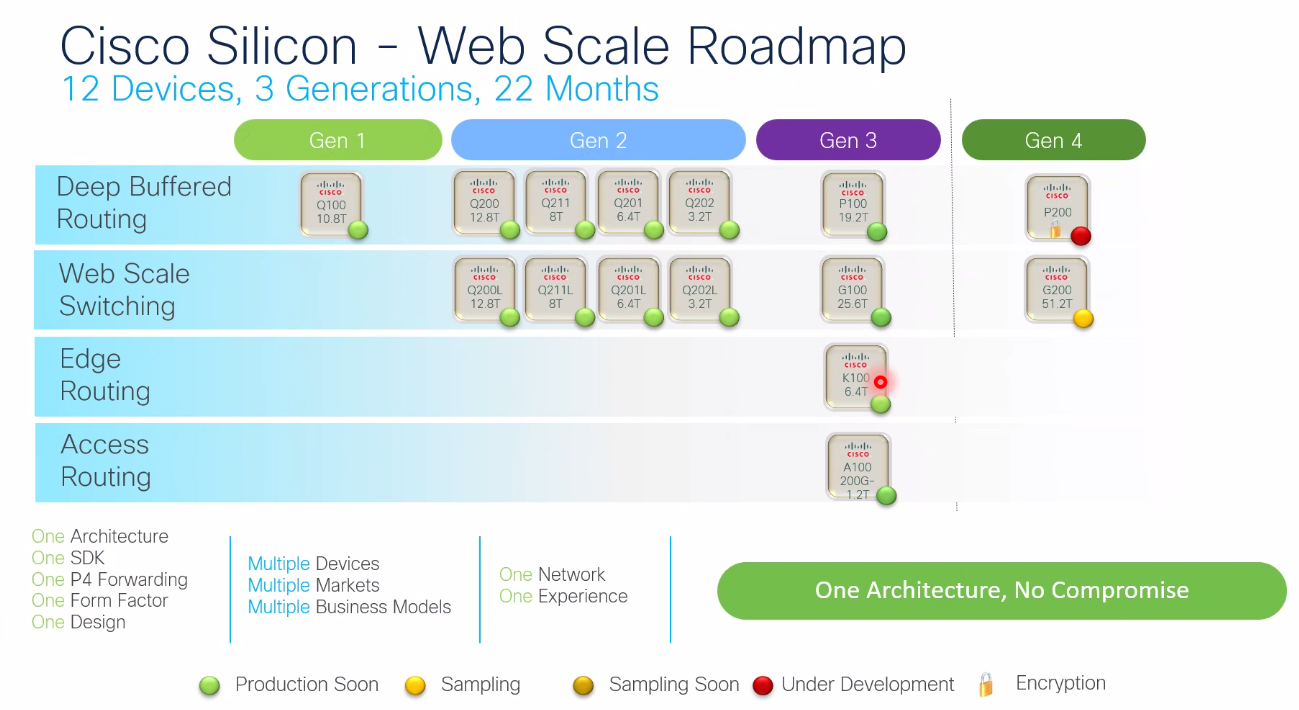 Cisco Silicon - Web Scale Roadmap
12 Devices, 3 Generations, 22 Months
Gen 1
Gen 2
Gen 3
Gen 4
Deep Buffered
Routing
CISCO
Q100
10.8T
CISCO
Q200
12.8T
CISCO
Q211
8T
CISCO
Q201
6.4T
CISCO
Q202
3.2T
CISCO
P100
19.2T
CISCO
P200
Web Scale
Switching
CISCO
Q200L
12.8T
CISCO
Q211L
8T
CISCO
Q201L
6.4T
CISCO
Q202L
3.2T
CISCO
G100
25.6T
CISCO
G200
51.2T
Edge
Routing
CISCO
K100
6.4T
Access
Routing
CISCO
A100
200G-
1.2T
One Architecture
One SDK
One P4 Forwarding
One Form Factor
One Design
Multiple Devices
Multiple Markets
Multiple Business Models
One Network
One Experience
One Architecture, No Compromise
Production Soon
Sampling
Sampling Soon
Under Development
Encryption